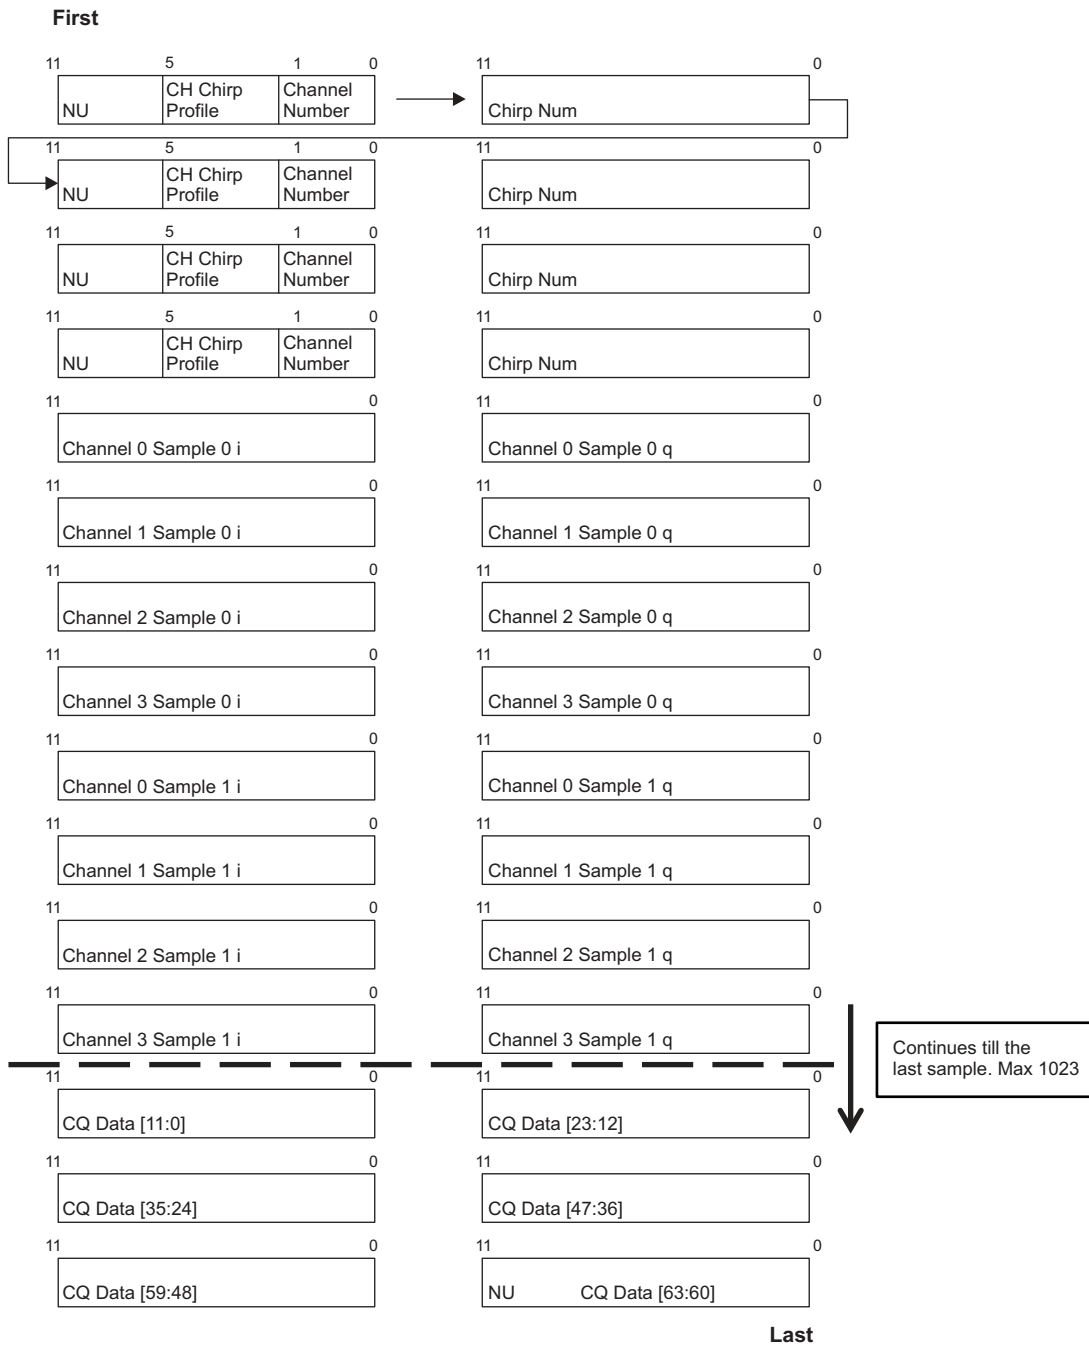 First
11 5 1 0 11 0
NU CH Chirp Profile Channel Number Chirp Num
11 5 1 0 11 0
NU CH Chirp Profile Channel Number Chirp Num
11 5 1 0 11 0
NU CH Chirp Profile Channel Number Chirp Num
11 5 1 0 11 0
NU CH Chirp Profile Channel Number Chirp Num
11 0 11 0
Channel 0 Sample 0 i Channel 0 Sample 0 q
11 0 11 0
Channel 1 Sample 0 i Channel 1 Sample 0 q
11 0 11 0
Channel 2 Sample 0 i Channel 2 Sample 0 q
11 0 11 0
Channel 3 Sample 0 i Channel 3 Sample 0 q
11 0 11 0
Channel 0 Sample 1 i Channel 0 Sample 1 q
11 0 11 0
Channel 1 Sample 1 i Channel 1 Sample 1 q
11 0 11 0
Channel 2 Sample 1 i Channel 2 Sample 1 q
11 0 11 0
Channel 3 Sample 1 i Channel 3 Sample 1 q
Continues till the
last sample. Max 1023
11 0 11 0
CQ Data [11:0] CQ Data [23:12]
11 0 11 0
CQ Data [35:24] CQ Data [47:36]
11 0 11 0
CQ Data [59:48] NU CQ Data [63:60]
Last